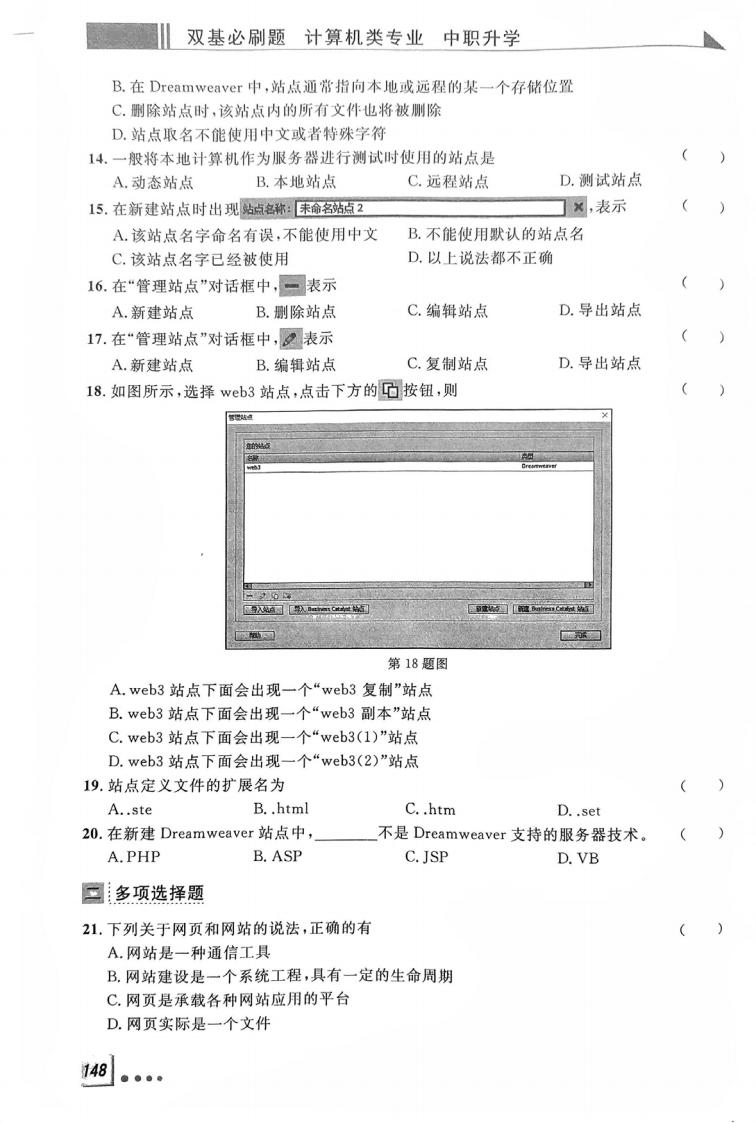 双基必刷题 计算机类专业 中职升学
B. 在 Dreamweaver 中,站点通常指向本地或远程的某一个存储位置
C. 删除站点时,该站点内的所有文件也将被删除
D. 站点取名不能使用中文或者特殊字符
14. 一般将本地计算机作为服务器进行测试时使用的站点是 ( )
A. 动态站点 B. 本地站点 C. 远程站点 D. 测试站点
15. 在新建站点时出现 站点名称: 未命名站点 2 ,表示 ( )
A. 该站点名字命名有误,不能使用中文 B. 不能使用默认的站点名
C. 该站点名字已经被使用 D. 以上说法都不正确
16. 在“管理站点”对话框中, 表示 ( )
A. 新建站点 B. 删除站点 C. 编辑站点 D. 导出站点
17. 在“管理站点”对话框中, 表示 ( )
A. 新建站点 B. 编辑站点 C. 复制站点 D. 导出站点
18. 如图所示,选择 web3 站点,点击下方的 按钮,则 ( )
管理站点
您的站点
名称 类型
web3 Dreamweaver
导入站点 导入 Business Catalyst 站点 新建站点 新建 Business Catalyst 站点
帮助 完成
第 18 题图
A. web3 站点下面会出现一个“web3 复制”站点
B. web3 站点下面会出现一个“web3 副本”站点
C. web3 站点下面会出现一个“web3(1)”站点
D. web3 站点下面会出现一个“web3(2)”站点
19. 站点定义文件的扩展名为 ( )
A. .ste B. .html C. .htm D. .set
20. 在新建 Dreamweaver 站点中,________不是 Dreamweaver 支持的服务器技术。 ( )
A. PHP B. ASP C. JSP D. VB
二 多项选择题
21. 下列关于网页和网站的说法,正确的有 ( )
A. 网站是一种通信工具
B. 网站建设是一个系统工程,具有一定的生命周期
C. 网页是承载各种网站应用的平台
D. 网页实际是一个文件
148